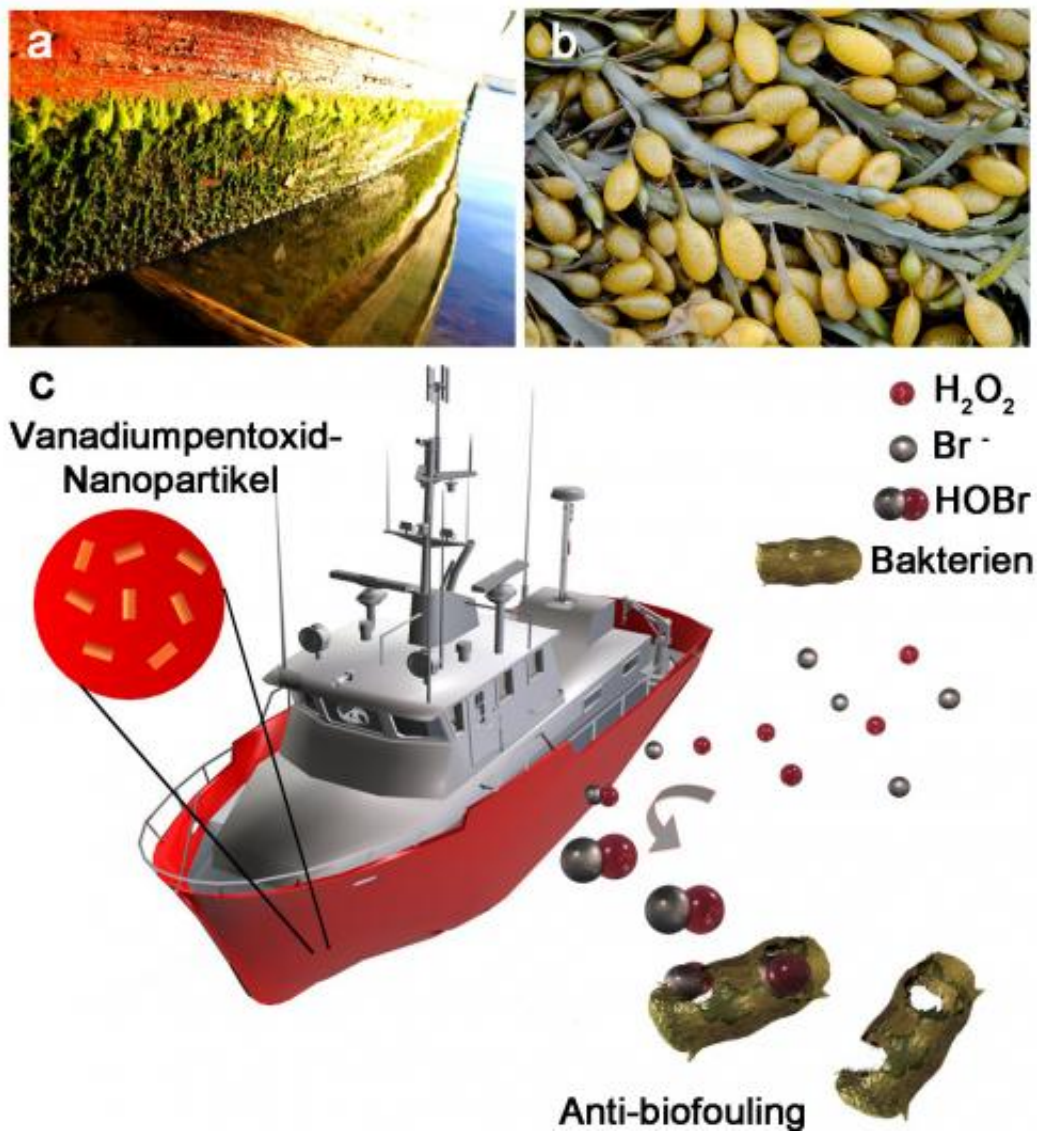 a
b
c
Vanadiumpentoxid-
Nanopartikel
H₂O₂
Br⁻
HOBr
Bakterien
Anti-biofouling